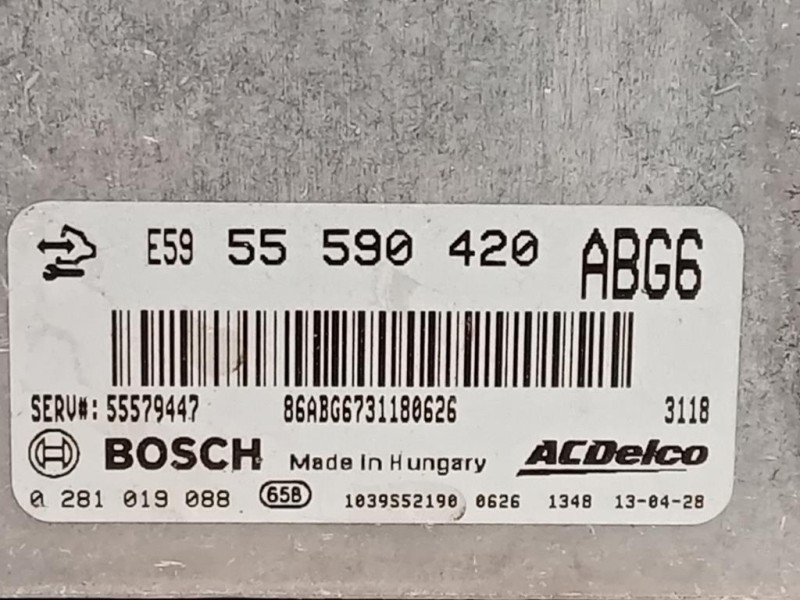 E59 55 590 420 ABG6
SERV#: 55579447 86ABG6731180626 3118
BOSCH Made in Hungary ACDelco
0 281 019 088 65B 1039S52190 0626 1348 13-04-28